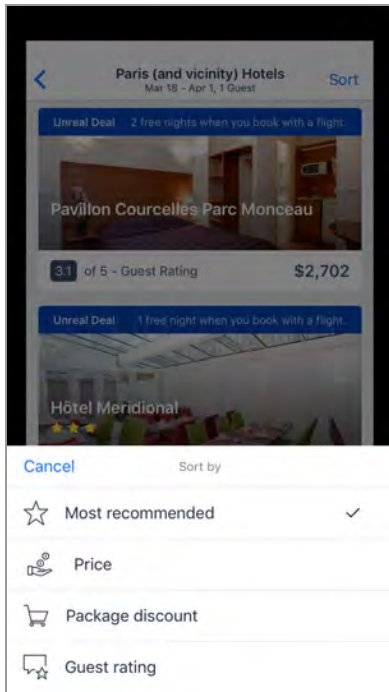 Paris (and vicinity) Hotels
Mar 18 - Apr 1, 1 Guest
Sort
Unreal Deal 2 free nights when you book with a flight.
Pavillon Courcelles Parc Monceau
3.1 of 5 - Guest Rating $2,702
Unreal Deal 1 free night when you book with a flight.
Hôtel Meridional
Cancel Sort by
Most recommended
Price
Package discount
Guest rating